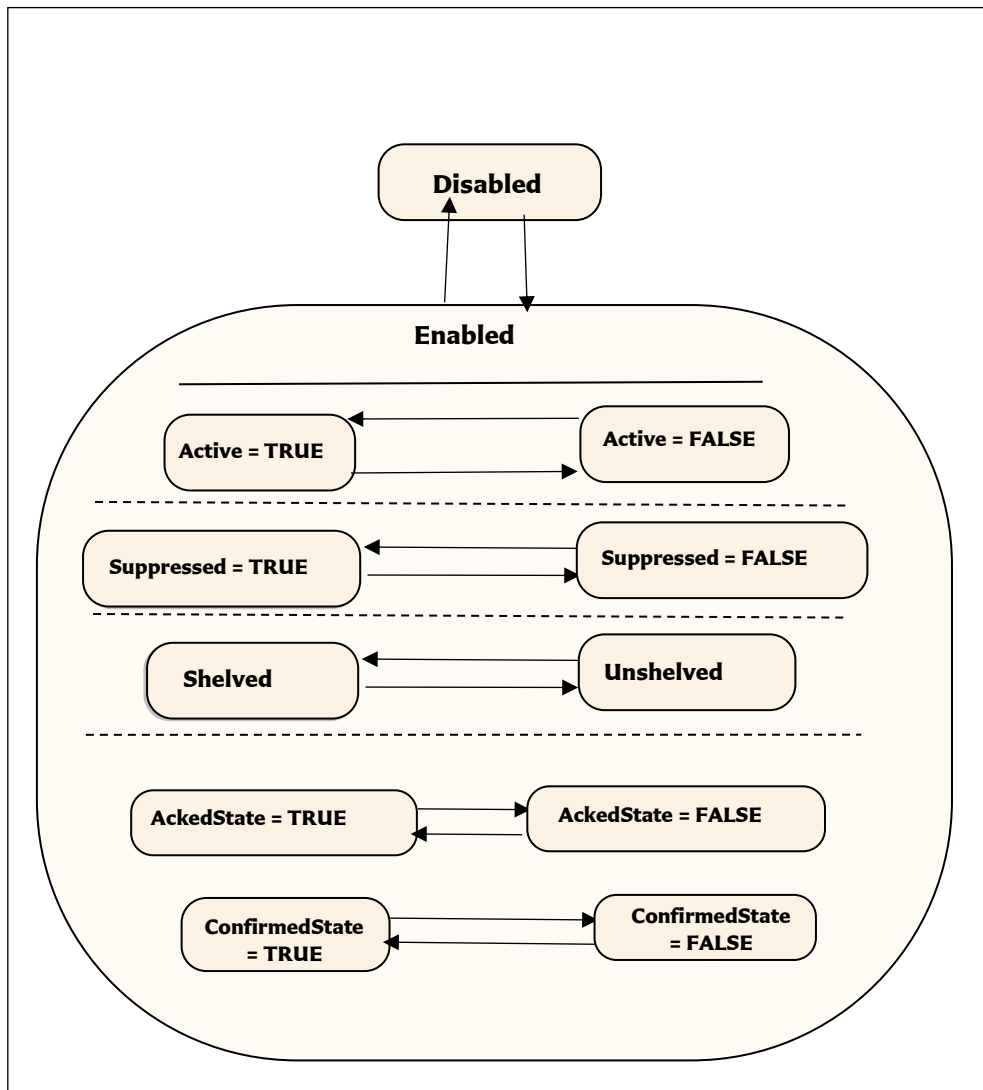 Disabled
Enabled
Active = TRUE
Active = FALSE
Suppressed = TRUE
Suppressed = FALSE
Shelved
Unshelved
AckedState = TRUE
AckedState = FALSE
ConfirmedState
= TRUE
ConfirmedState
= FALSE